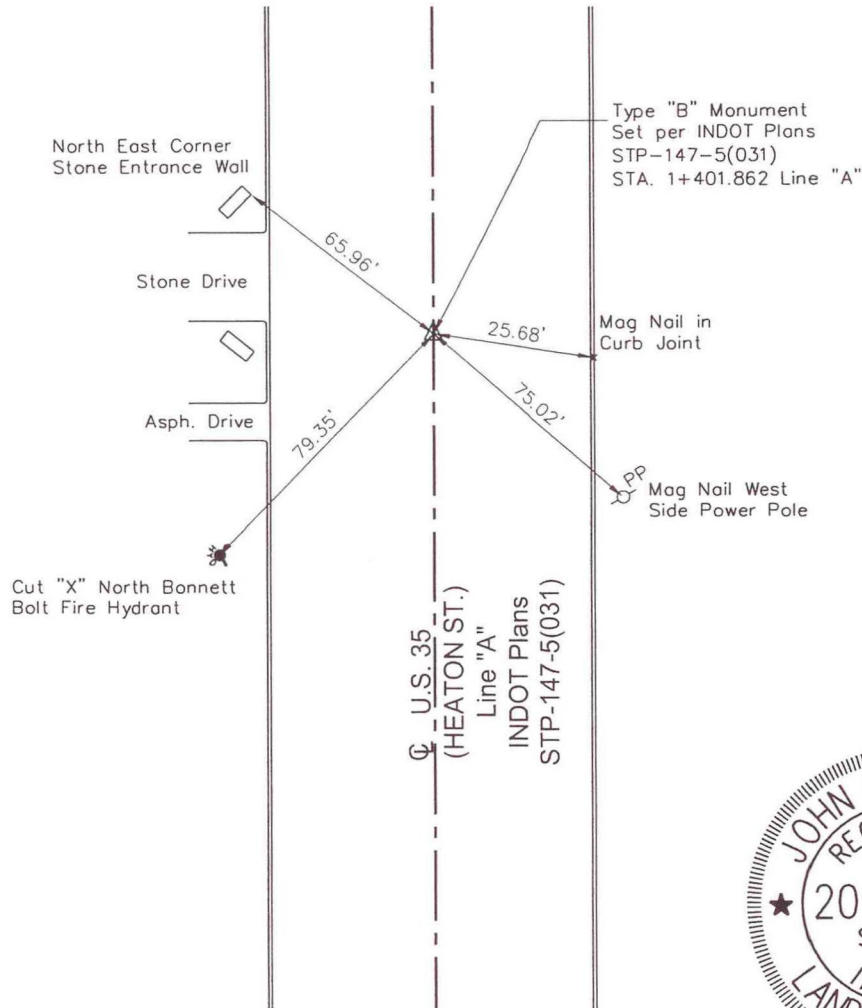 North East Corner
Stone Entrance Wall
Type "B" Monument
Set per INDOT Plans
STP-147-5(031)
STA. 1+401.862 Line "A"
65.96'
Stone Drive
25.68'
Mag Nail in
Curb Joint
75.02'
Asph. Drive
79.35'
PP
Mag Nail West
Side Power Pole
Cut "X" North Bonnett
Bolt Fire Hydrant
℄ U.S. 35
(HEATON ST.)
Line "A"
INDOT Plans
STP-147-5(031)
JOHN
20